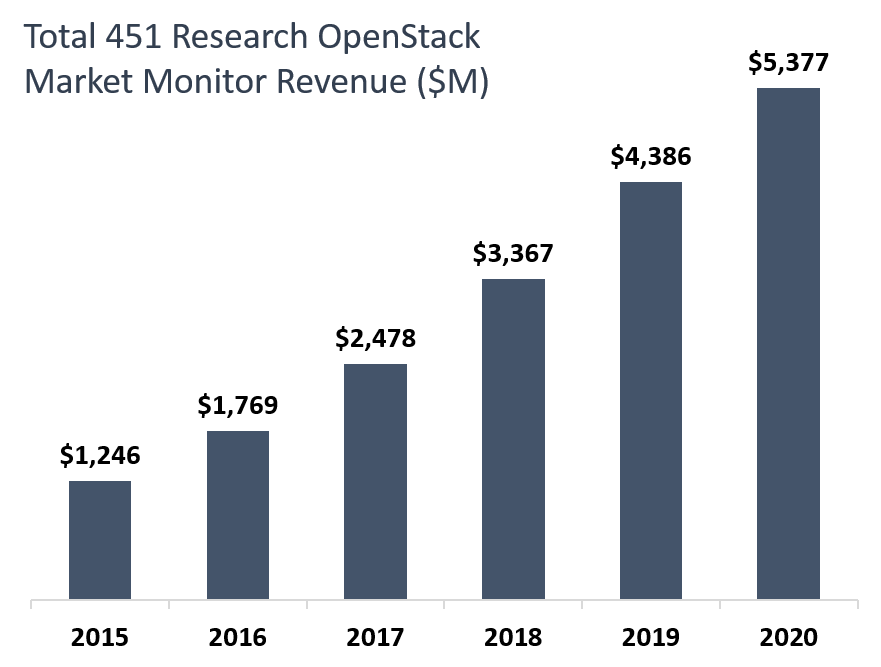 Total 451 Research OpenStack
Market Monitor Revenue ($M)
$5,377
$4,386
$3,367
$2,478
$1,769
$1,246
2015 2016 2017 2018 2019 2020